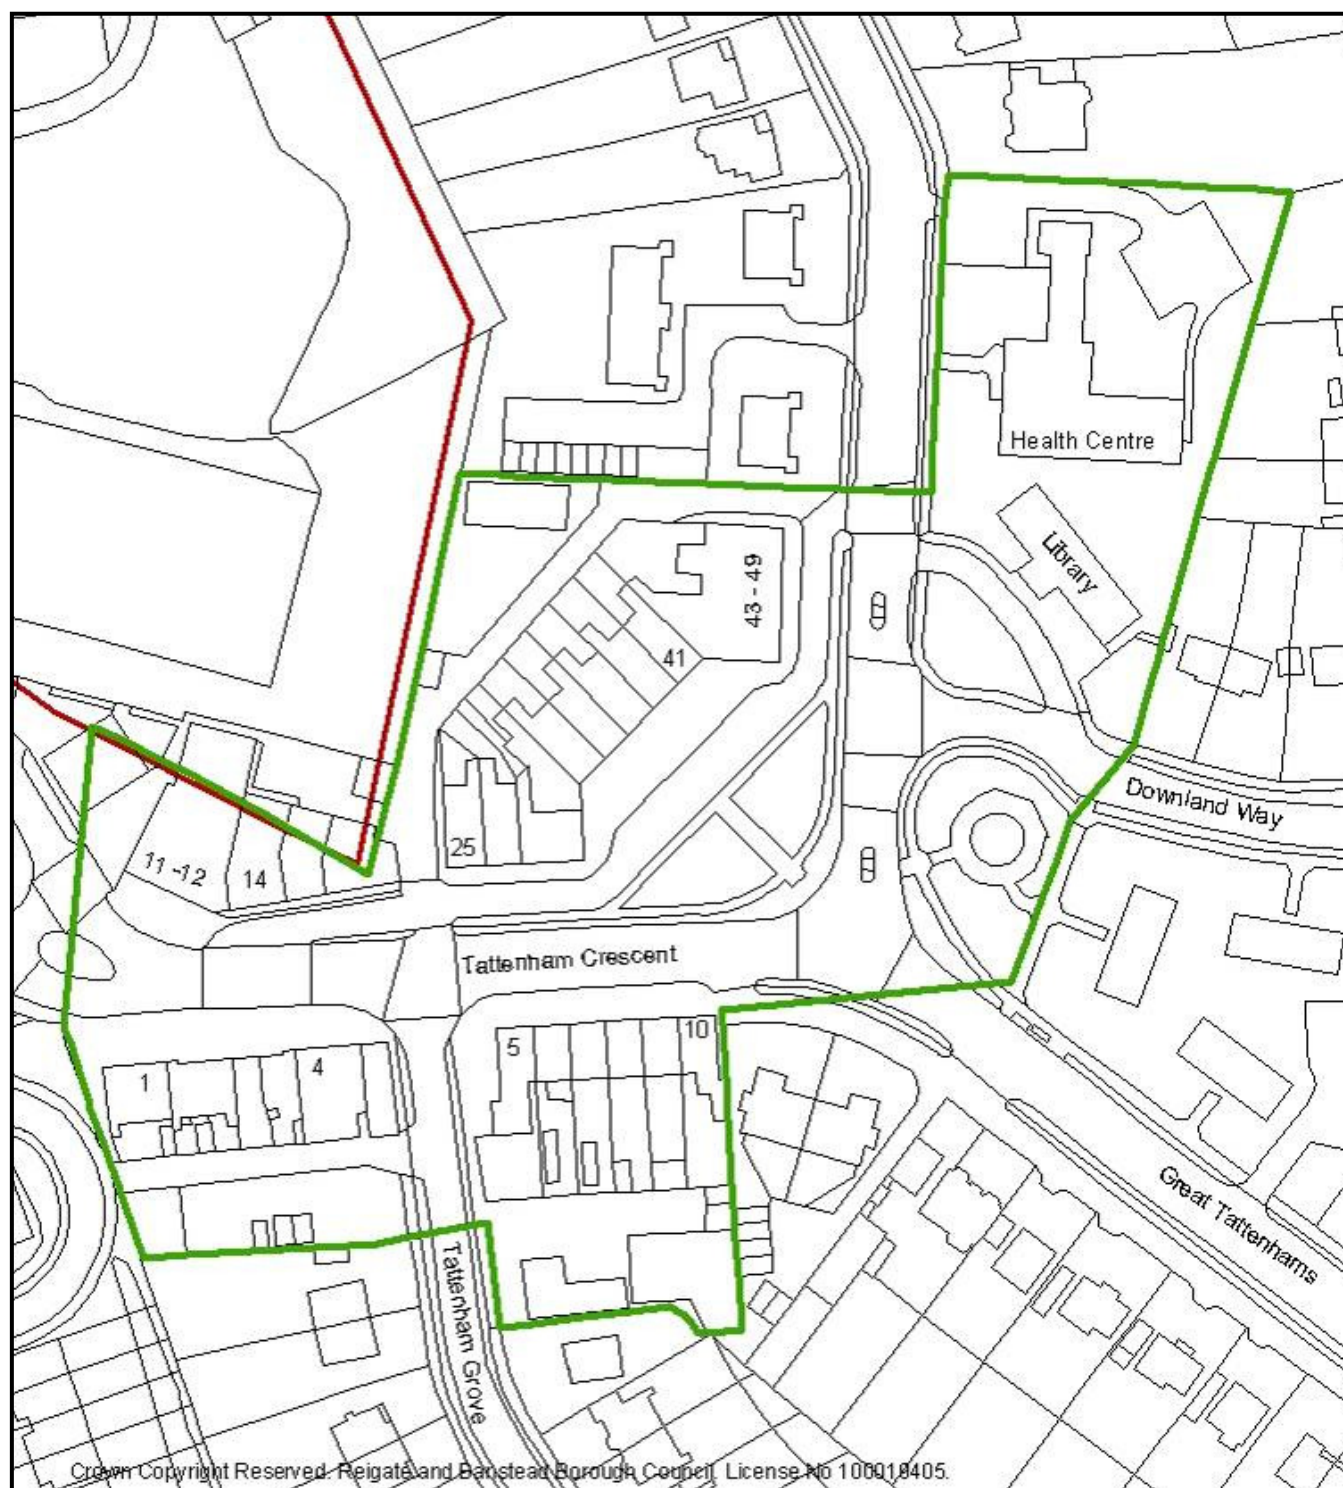 Health Centre
Library
43 - 49
41
Downland Way
25
11 -12
14
Tattenham Crescent
10
5
4
1
Great Tattenhams
Tattenham Grove
Crown Copyright Reserved. Reigate and Banstead Borough Council. License No 100019405.